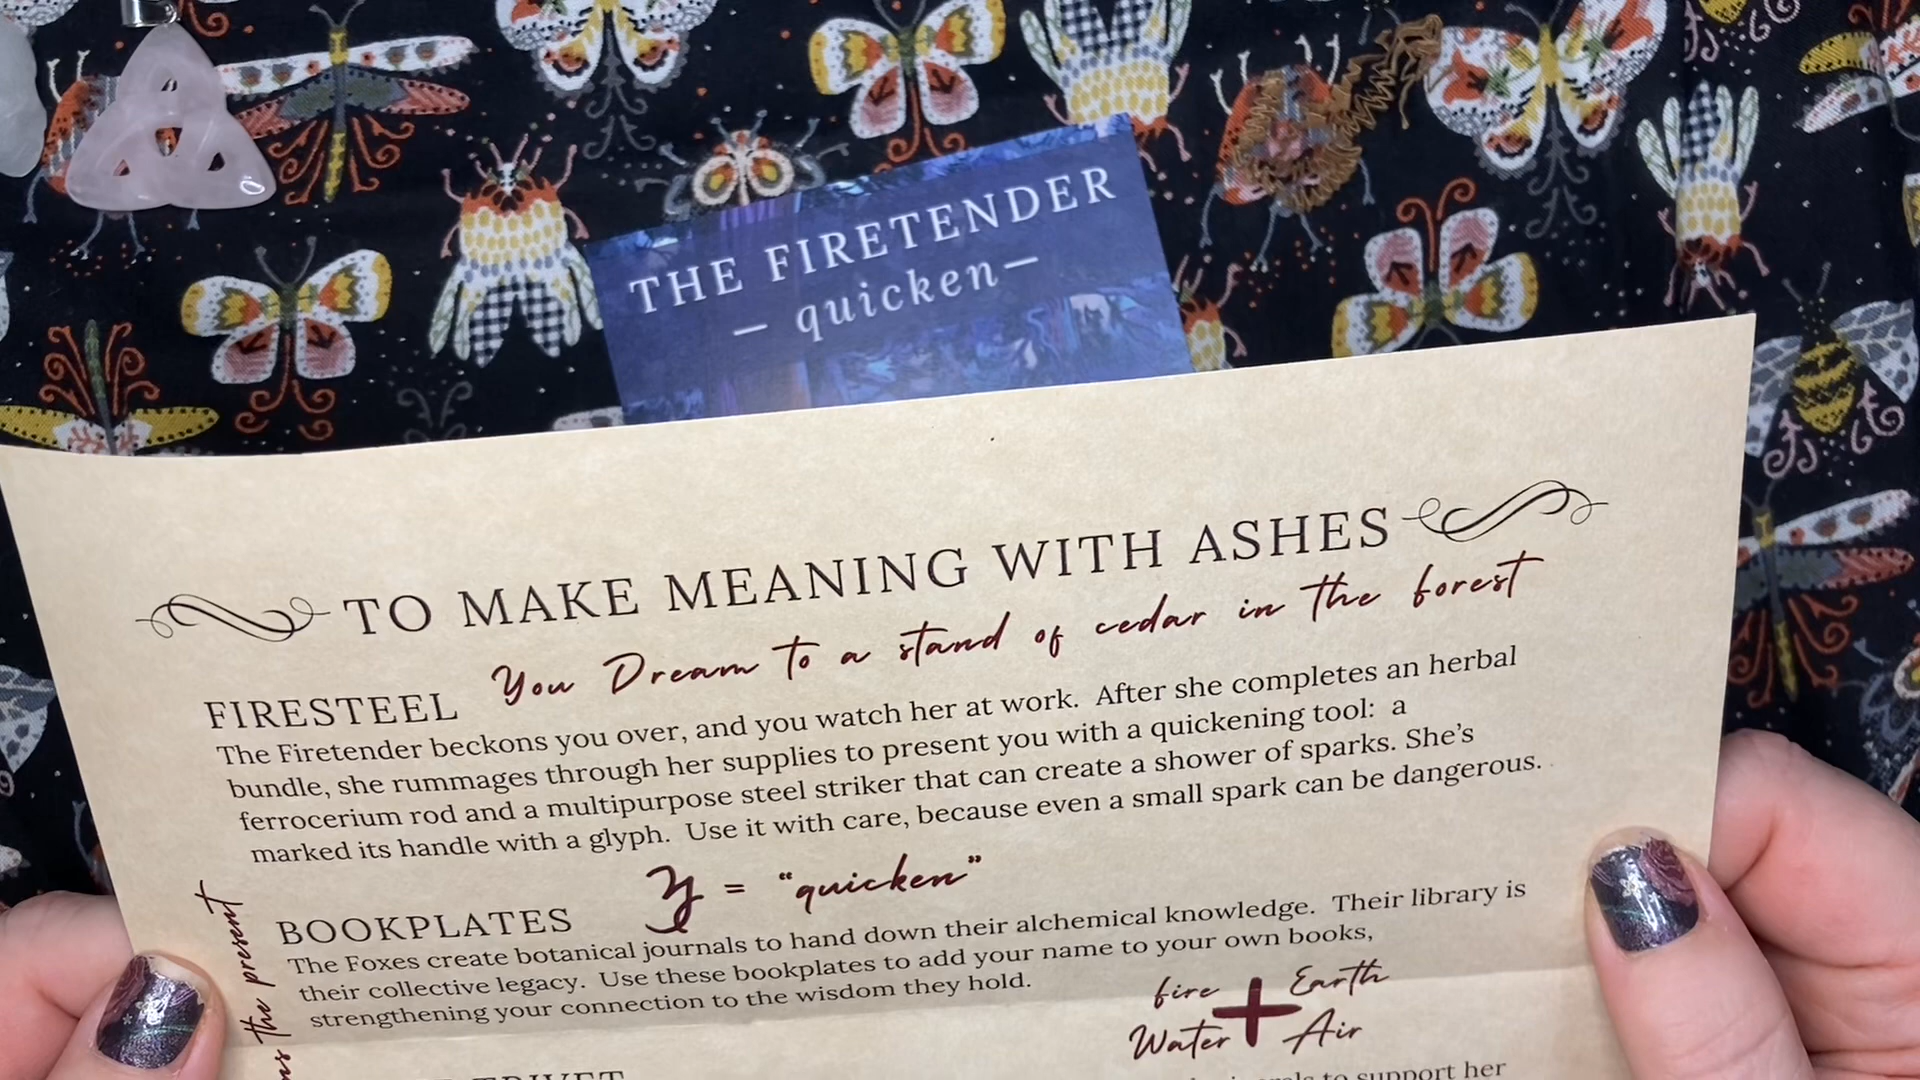 THE FIRETENDER
— quicken —
TO MAKE MEANING WITH ASHES
You Dream to a stand of cedar in the forest
FIRESTEEL
The Firetender beckons you over, and you watch her at work. After she completes an herbal
bundle, she rummages through her supplies to present you with a quickening tool: a
ferrocerium rod and a multipurpose steel striker that can create a shower of sparks. She's
marked its handle with a glyph. Use it with care, because even a small spark can be dangerous.
= "quicken"
BOOKPLATES
The Foxes create botanical journals to hand down their alchemical knowledge. Their library is
their collective legacy. Use these bookplates to add your name to your own books,
strengthening your connection to the wisdom they hold.
fire Earth
Water Air
the present
to support her